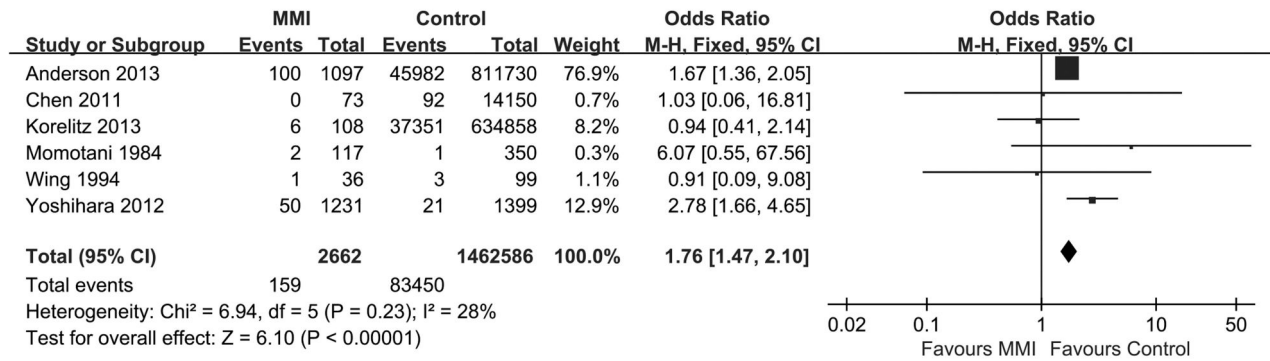 MMI Control Odds Ratio Odds Ratio
Study or Subgroup Events Total Events Total Weight M-H, Fixed, 95% CI M-H, Fixed, 95% CI
Anderson 2013 100 1097 45982 811730 76.9% 1.67 [1.36, 2.05]
Chen 2011 0 73 92 14150 0.7% 1.03 [0.06, 16.81]
Korelitz 2013 6 108 37351 634858 8.2% 0.94 [0.41, 2.14]
Momotani 1984 2 117 1 350 0.3% 6.07 [0.55, 67.56]
Wing 1994 1 36 3 99 1.1% 0.91 [0.09, 9.08]
Yoshihara 2012 50 1231 21 1399 12.9% 2.78 [1.66, 4.65]
Total (95% CI) 2662 1462586 100.0% 1.76 [1.47, 2.10]
Total events 159 83450
Heterogeneity: Chi² = 6.94, df = 5 (P = 0.23); I² = 28%
Test for overall effect: Z = 6.10 (P < 0.00001)
0.02 0.1 1 10 50
Favours MMI Favours Control